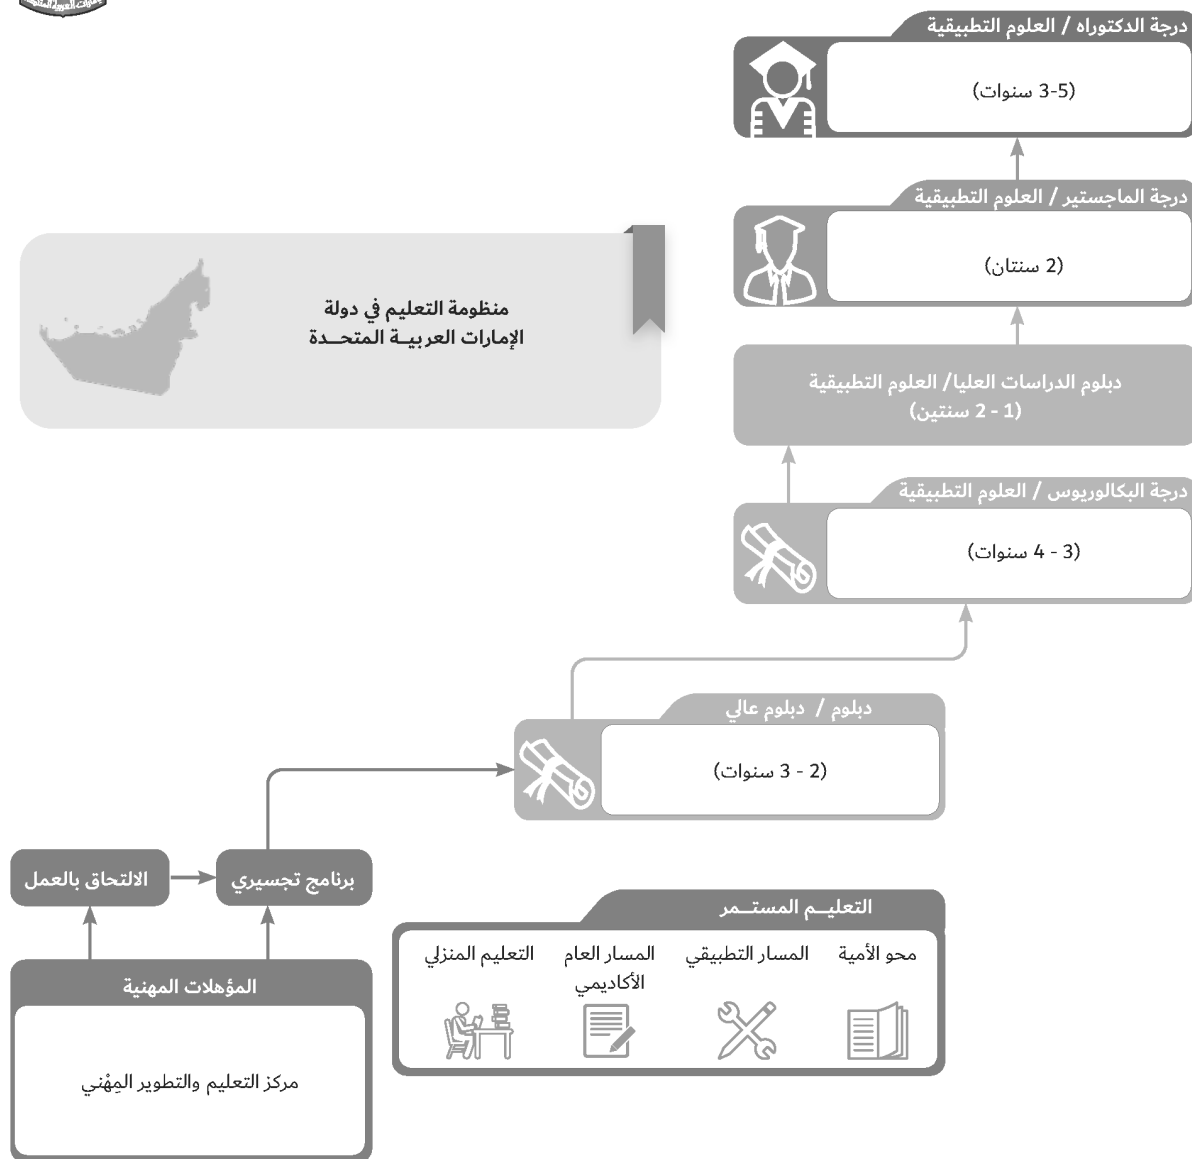 الإمارات العربية المتحدة
درجة الدكتوراه / العلوم التطبيقية
(3-5 سنوات)
درجة الماجستير / العلوم التطبيقية
(2 سنتان)
منظومة التعليم في دولة
الإمارات العربيــة المتحــدة
دبلوم الدراسات العليا/ العلوم التطبيقية
(1 - 2 سنتين)
درجة البكالوريوس / العلوم التطبيقية
(3 - 4 سنوات)
دبلوم / دبلوم عالي
(2 - 3 سنوات)
برنامج تجسيري
الالتحاق بالعمل
التعليــم المستــمر
محو الأمية
المسار التطبيقي
المسار العام
الأكاديمي
التعليم المنزلي
المؤهلات المهنية
مركز التعليم والتطوير المِهْني